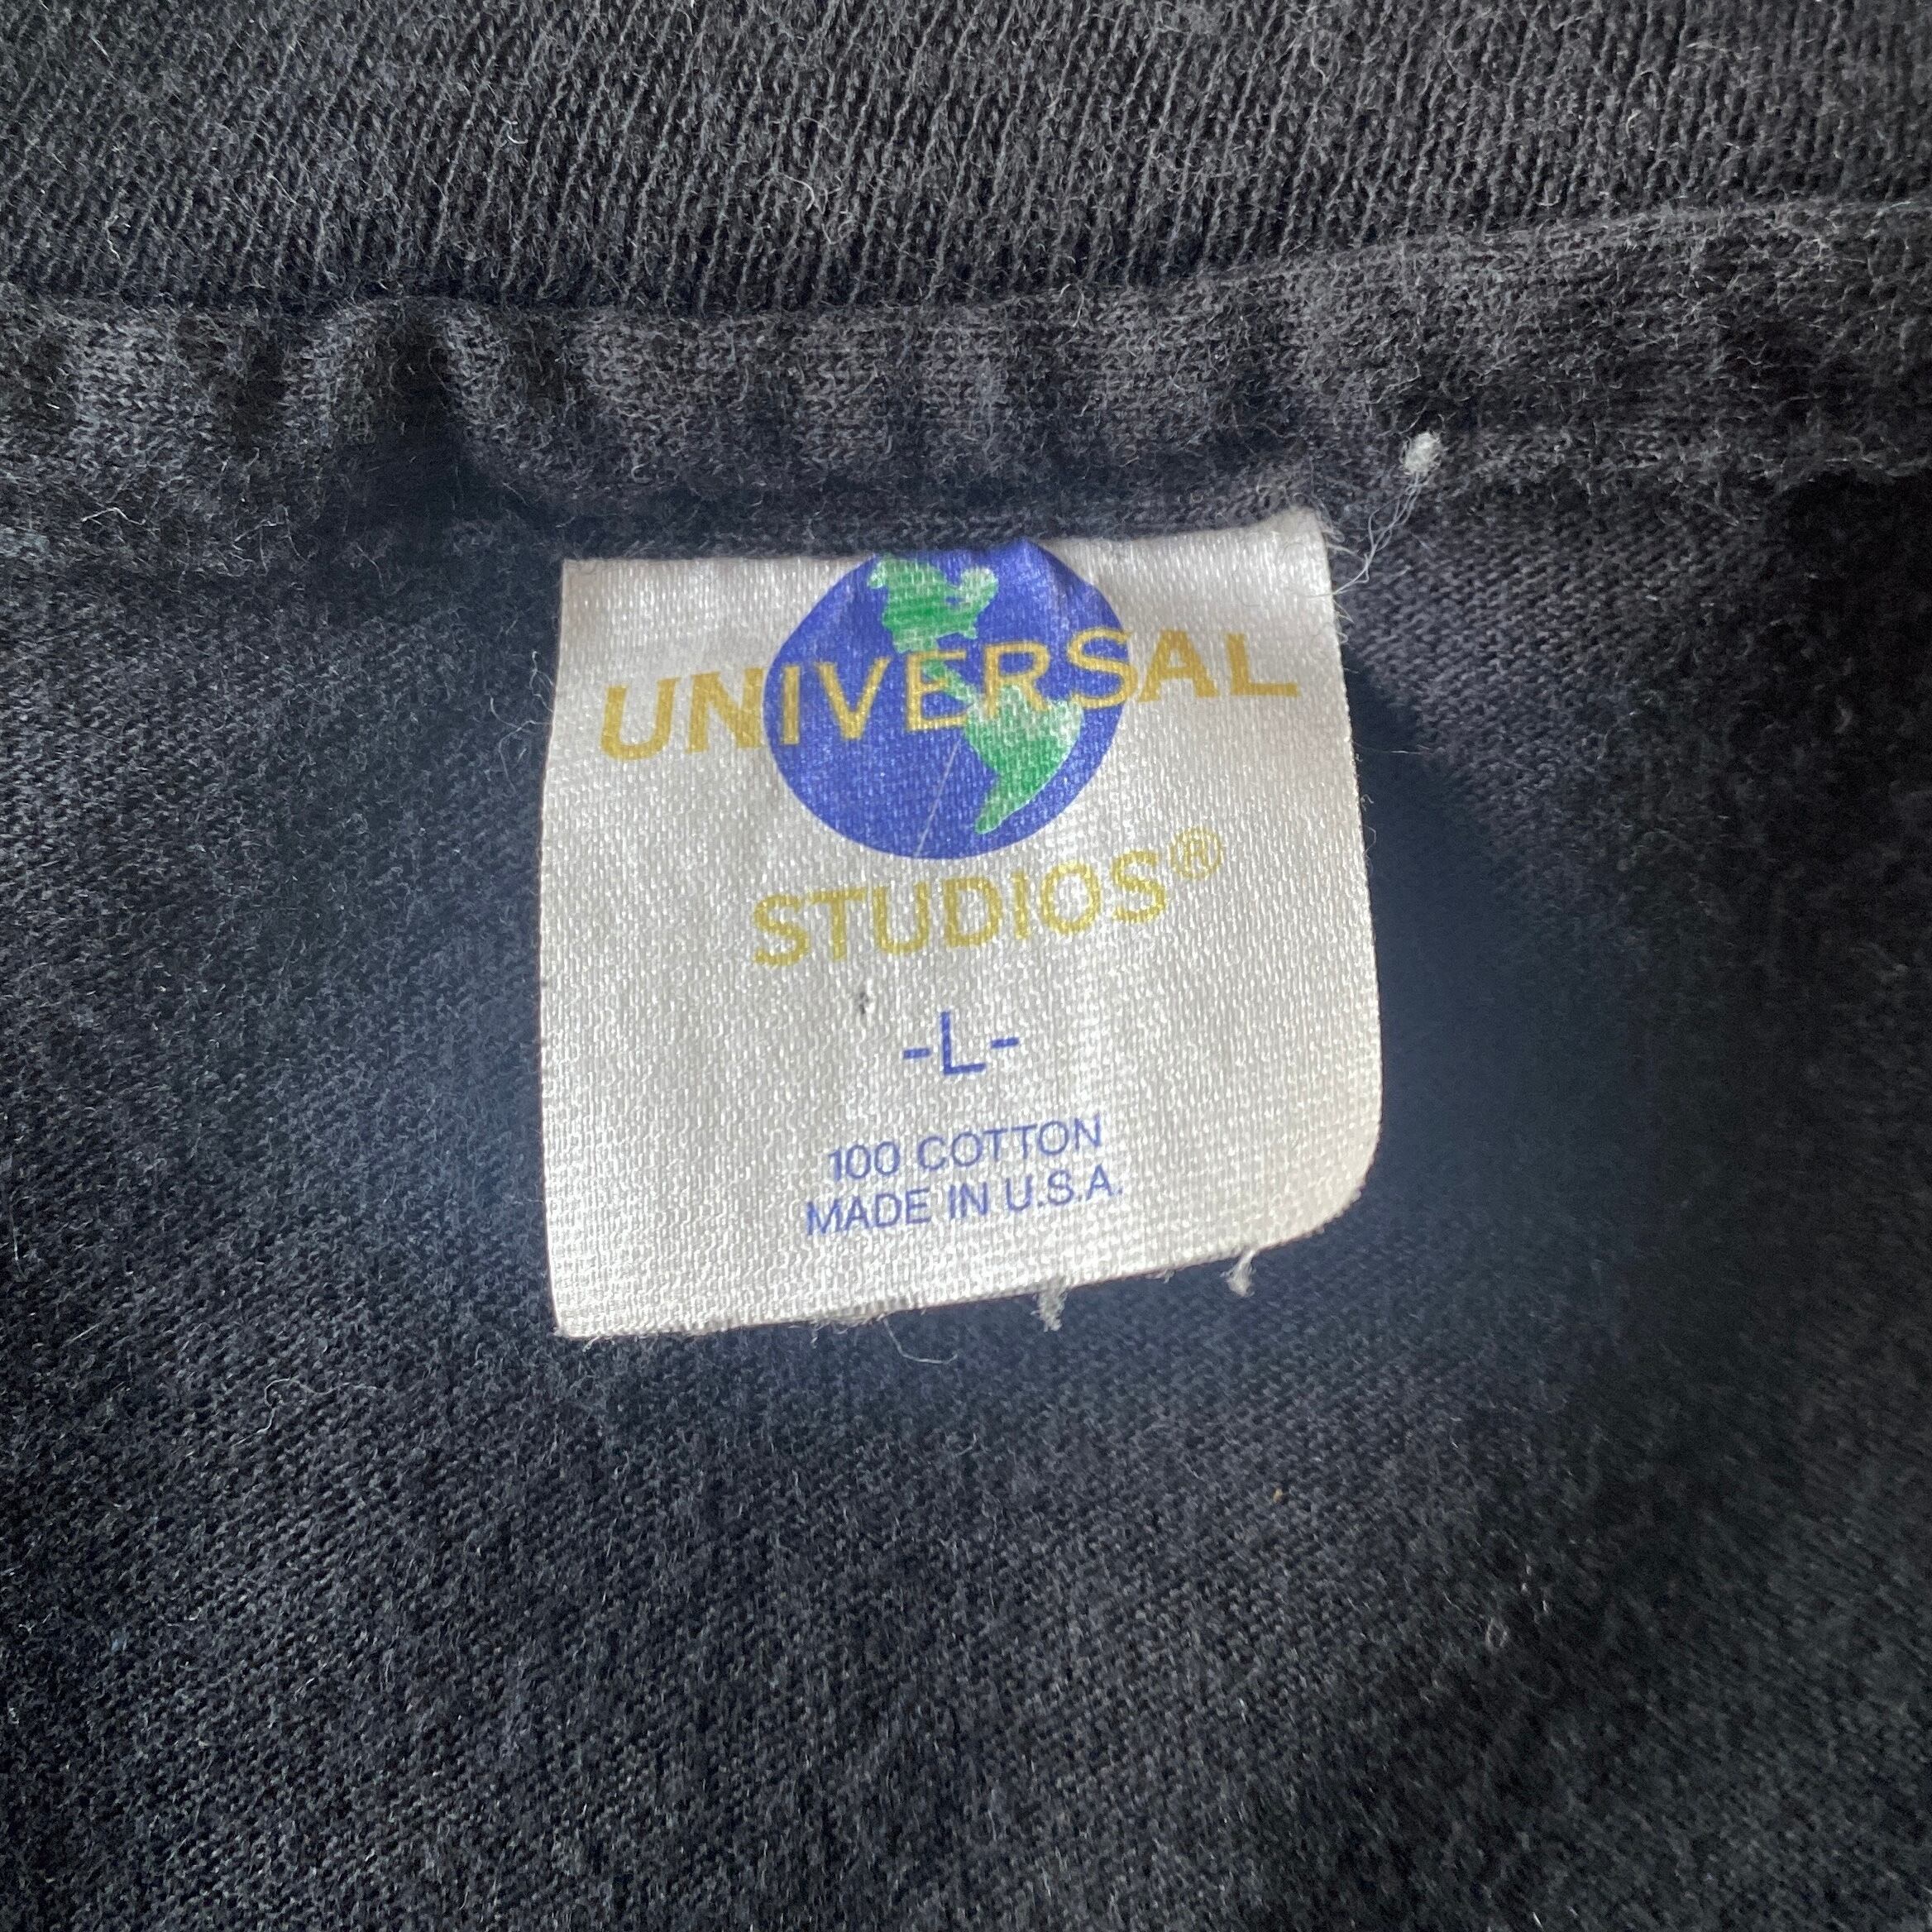 UNIVERSAL
STUDIOS®
-L-
100 COTTON
MADE IN U.S.A.